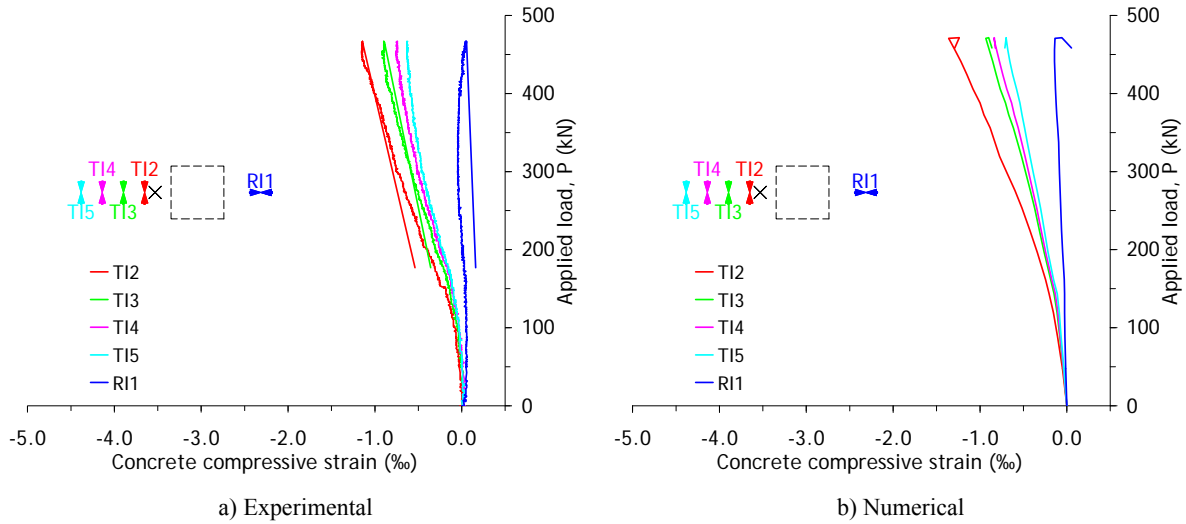 500
400
300
200
100
0
Applied load, P (kN)
TI4 TI2
TI5 TI3
RI1
TI2
TI3
TI4
TI5
RI1
-5.0 -4.0 -3.0 -2.0 -1.0 0.0
Concrete compressive strain (‰)
a) Experimental
500
400
300
200
100
0
Applied load, P (kN)
TI4 TI2
TI5 TI3
RI1
TI2
TI3
TI4
TI5
RI1
-5.0 -4.0 -3.0 -2.0 -1.0 0.0
Concrete compressive strain (‰)
b) Numerical